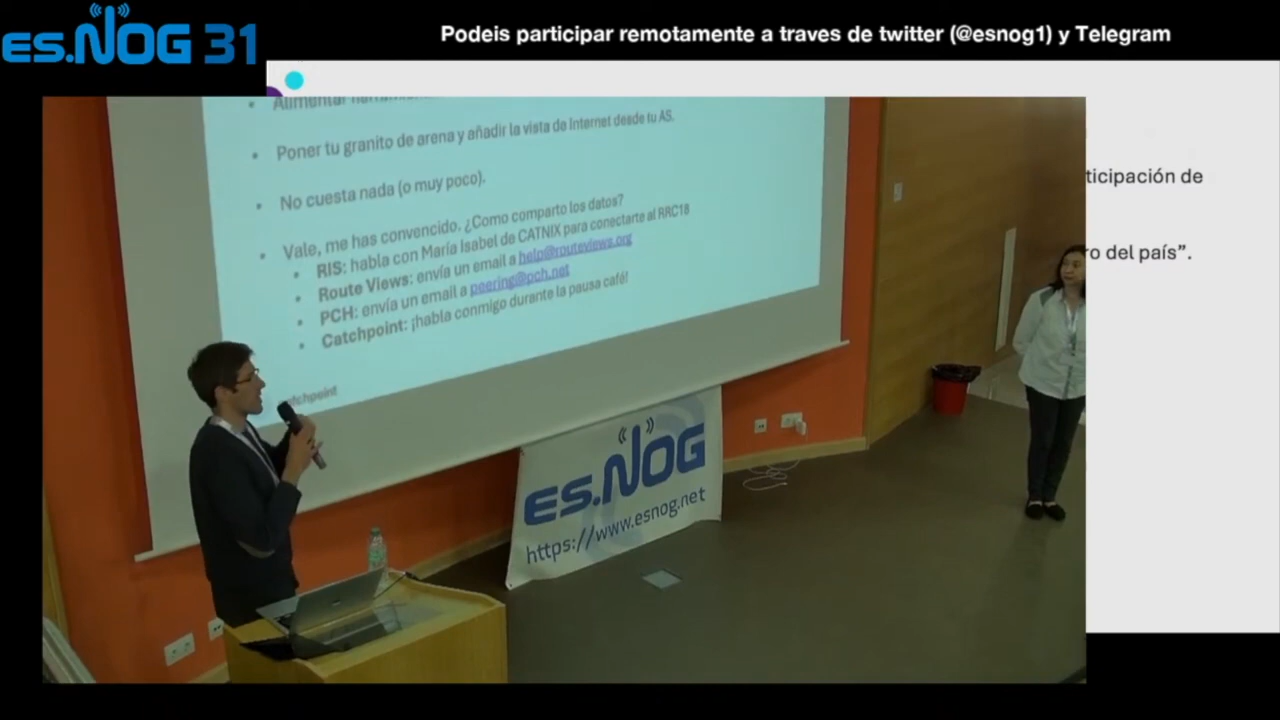 es.NOG 31
Podeis participar remotamente a traves de twitter (@esnog1) y Telegram
Alimentar
Poner tu granito de arena y añadir la vista de Internet desde tu AS.
No cuesta nada (o muy poco).
Vale, me has convencido. ¿Como comparto los datos?
RIS: habla con María Isabel de CATNIX para conectarte al RRC18
Route Views: envía un email a help@routeviews.org
PCH: envía un email a peering@pch.net
Catchpoint: ¡habla conmigo durante la pausa café!
tchpoint
ticipación de
ro del país”.
es.NOG
https://www.esnog.net